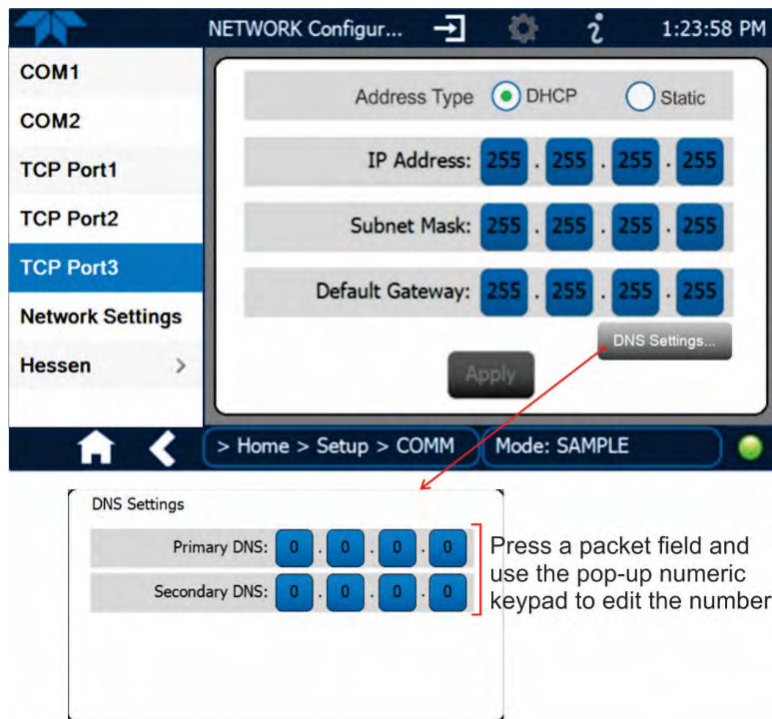 NETWORK Configur... 1:23:58 PM
COM1
COM2
TCP Port1
TCP Port2
TCP Port3
Network Settings
Hessen >
Address Type DHCP Static
IP Address: 255 . 255 . 255 . 255
Subnet Mask: 255 . 255 . 255 . 255
Default Gateway: 255 . 255 . 255 . 255
DNS Settings...
Apply
> Home > Setup > COMM Mode: SAMPLE
DNS Settings
Primary DNS: 0 . 0 . 0 . 0
Secondary DNS: 0 . 0 . 0 . 0
Press a packet field and
use the pop-up numeric
keypad to edit the number